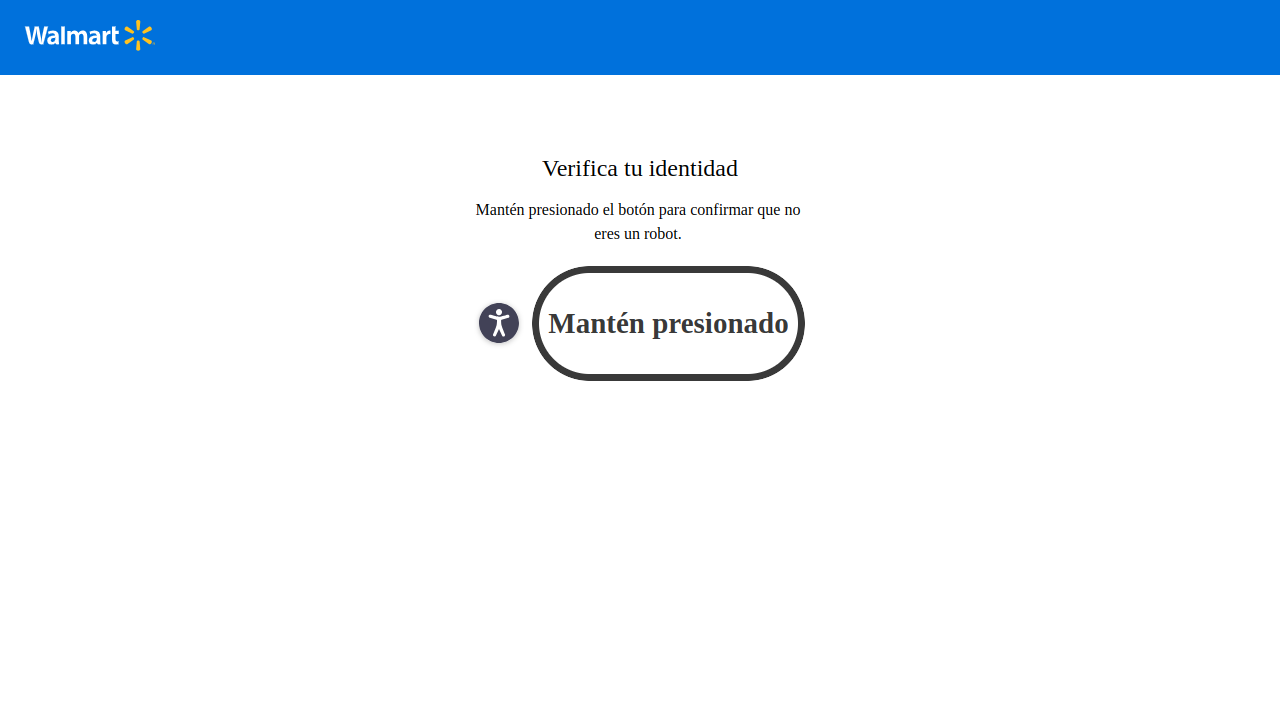 Walmart
Verifica tu identidad
Mantén presionado el botón para confirmar que no
eres un robot.
Mantén presionado